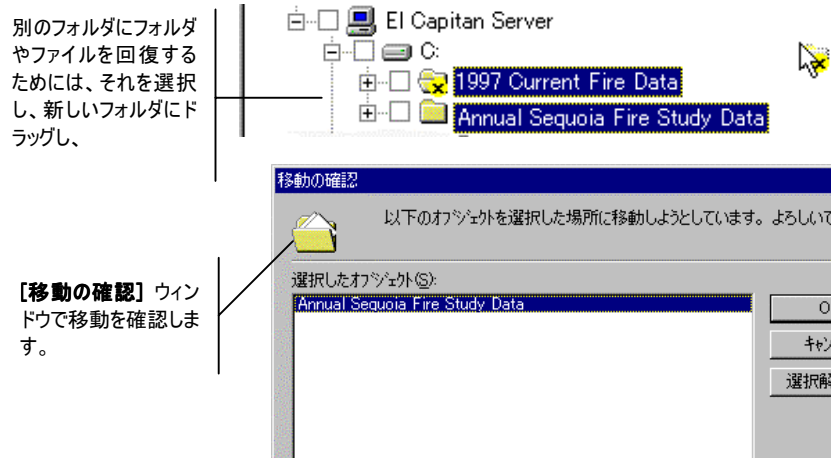 別のフォルダにフォルダ
やファイルを回復する
ためには、それを選択
し、新しいフォルダにド
ラッグし、
El Capitan Server
C:
1997 Current Fire Data
Annual Sequoia Fire Study Data
移動の確認
以下のオブジェクトを選択した場所に移動しようとしています。よろしいで
選択したオブジェクト(S):
Annual Sequoia Fire Study Data
O
キャン
選択解
[移動の確認] ウィン
ドウで移動を確認しま
す。